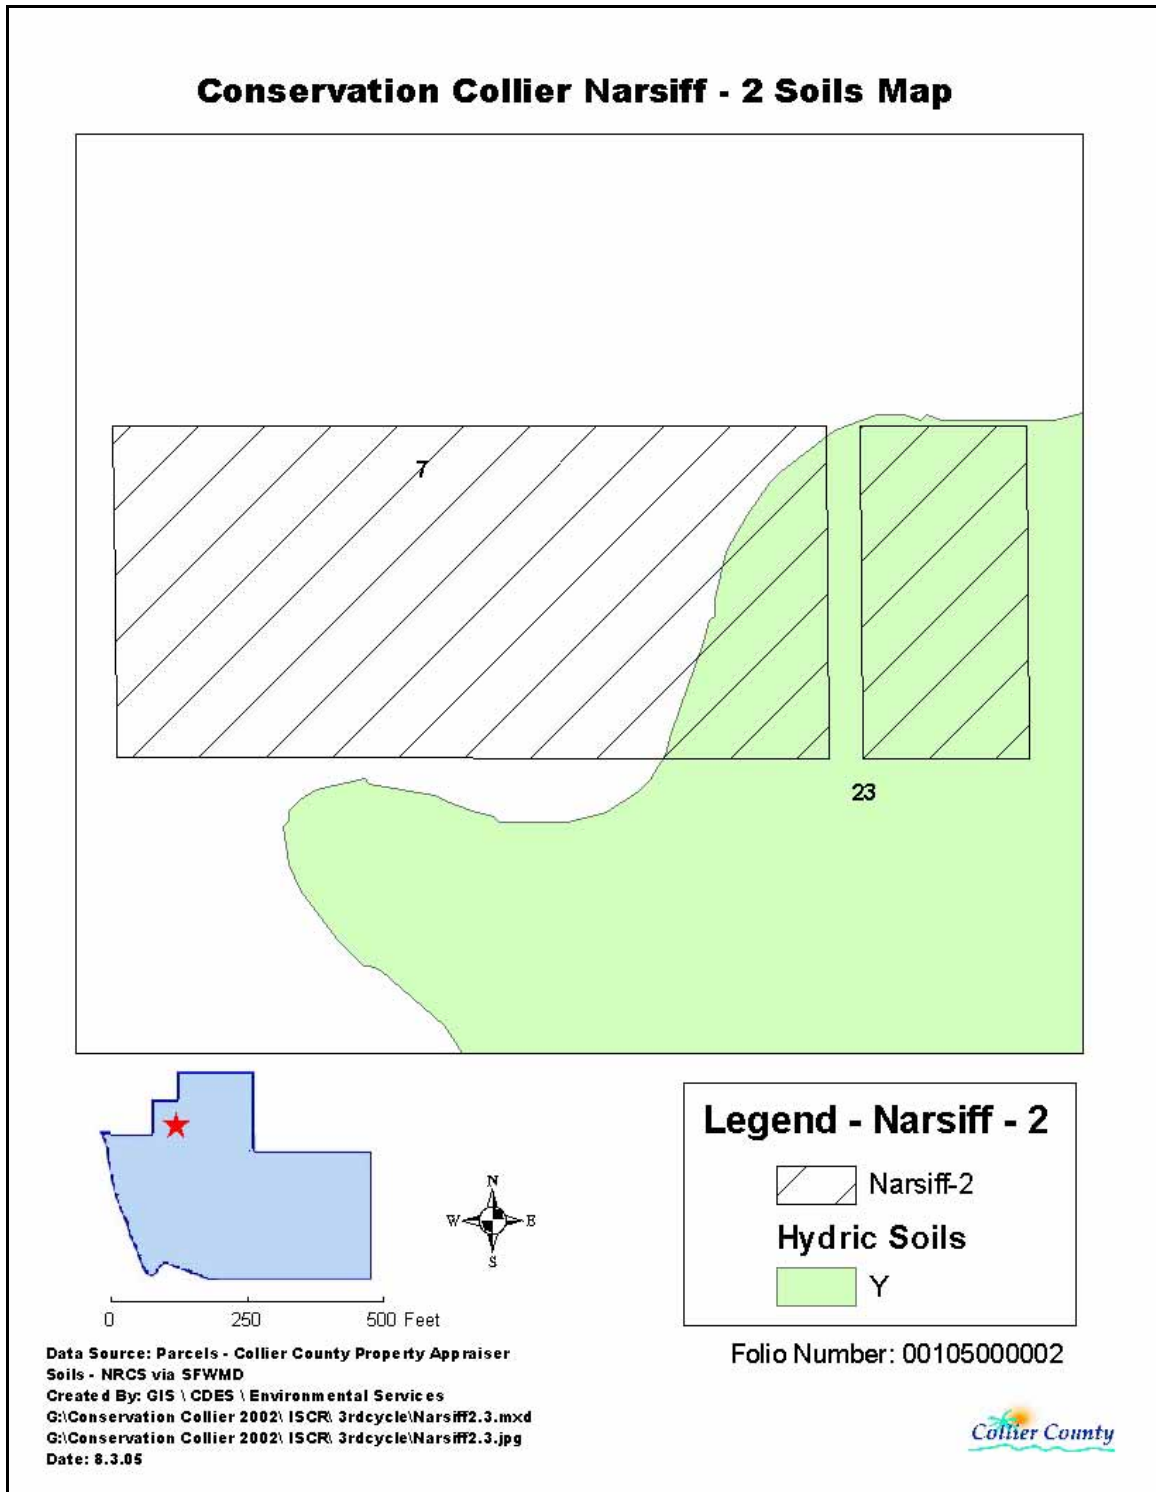 Conservation Collier Narsiff - 2 Soils Map
7
23
N
W E
S
0 250 500 Feet
Legend - Narsiff - 2
Narsiff-2
Hydric Soils
Y
Folio Number: 00105000002
Data Source: Parcels - Collier County Property Appraiser
Soils - NRCS via SFWMD
Created By: GIS \ CDES \ Environmental Services
G:\Conservation Collier 2002\ ISCR\ 3rdcycle\Narsiff2.3.mxd
G:\Conservation Collier 2002\ ISCR\ 3rdcycle\Narsiff2.3.jpg
Date: 8.3.05
Collier County